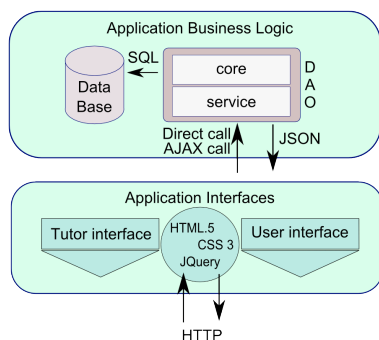 Application Business Logic
SQL
Data
Base
core
service
D
A
O
Direct call
AJAX call
JSON
Application Interfaces
Tutor interface
HTML.5
CSS 3
JQuery
User interface
HTTP